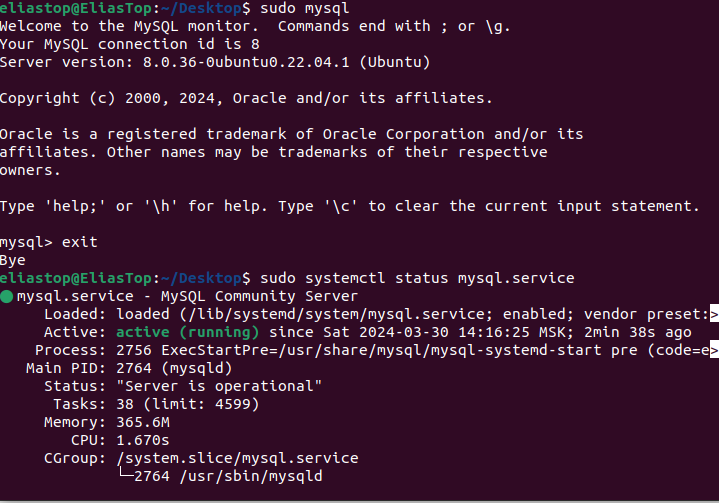 eliastop@EliasTop:~/Desktop$ sudo mysql
Welcome to the MySQL monitor.  Commands end with ; or \g.
Your MySQL connection id is 8
Server version: 8.0.36-0ubuntu0.22.04.1 (Ubuntu)
Copyright (c) 2000, 2024, Oracle and/or its affiliates.
Oracle is a registered trademark of Oracle Corporation and/or its
affiliates. Other names may be trademarks of their respective
owners.
Type 'help;' or '\h' for help. Type '\c' to clear the current input statement.
mysql> exit
Bye
eliastop@EliasTop:~/Desktop$ sudo systemctl status mysql.service
● mysql.service - MySQL Community Server
     Loaded: loaded (/lib/systemd/system/mysql.service; enabled; vendor preset:>
     Active: active (running) since Sat 2024-03-30 14:16:25 MSK; 2min 38s ago
    Process: 2756 ExecStartPre=/usr/share/mysql/mysql-systemd-start pre (code=e>
   Main PID: 2764 (mysqld)
     Status: "Server is operational"
      Tasks: 38 (limit: 4599)
     Memory: 365.6M
        CPU: 1.670s
     CGroup: /system.slice/mysql.service
             └─2764 /usr/sbin/mysqld